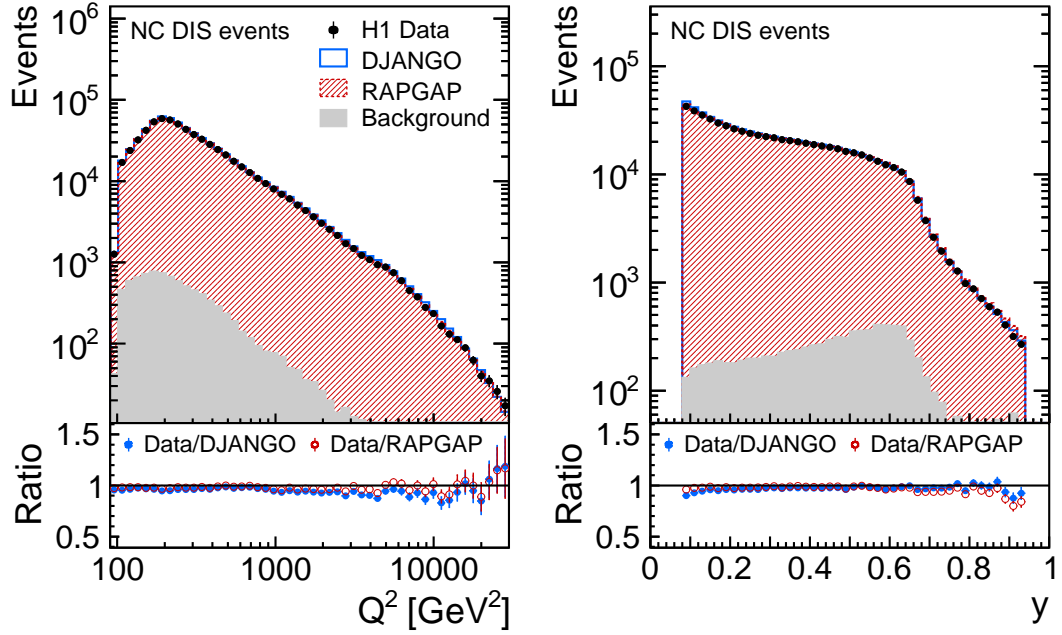 NC DIS events
H1 Data
DJANGO
RAPGAP
Background
Events
10^6
10^5
10^4
10^3
10^2
Ratio
1.5
1
0.5
Data/DJANGO
Data/RAPGAP
100
1000
10000
Q^2 [GeV^2]
NC DIS events
Events
10^5
10^4
10^3
10^2
Ratio
1.5
1
0.5
Data/DJANGO
Data/RAPGAP
0
0.2
0.4
0.6
0.8
1
y